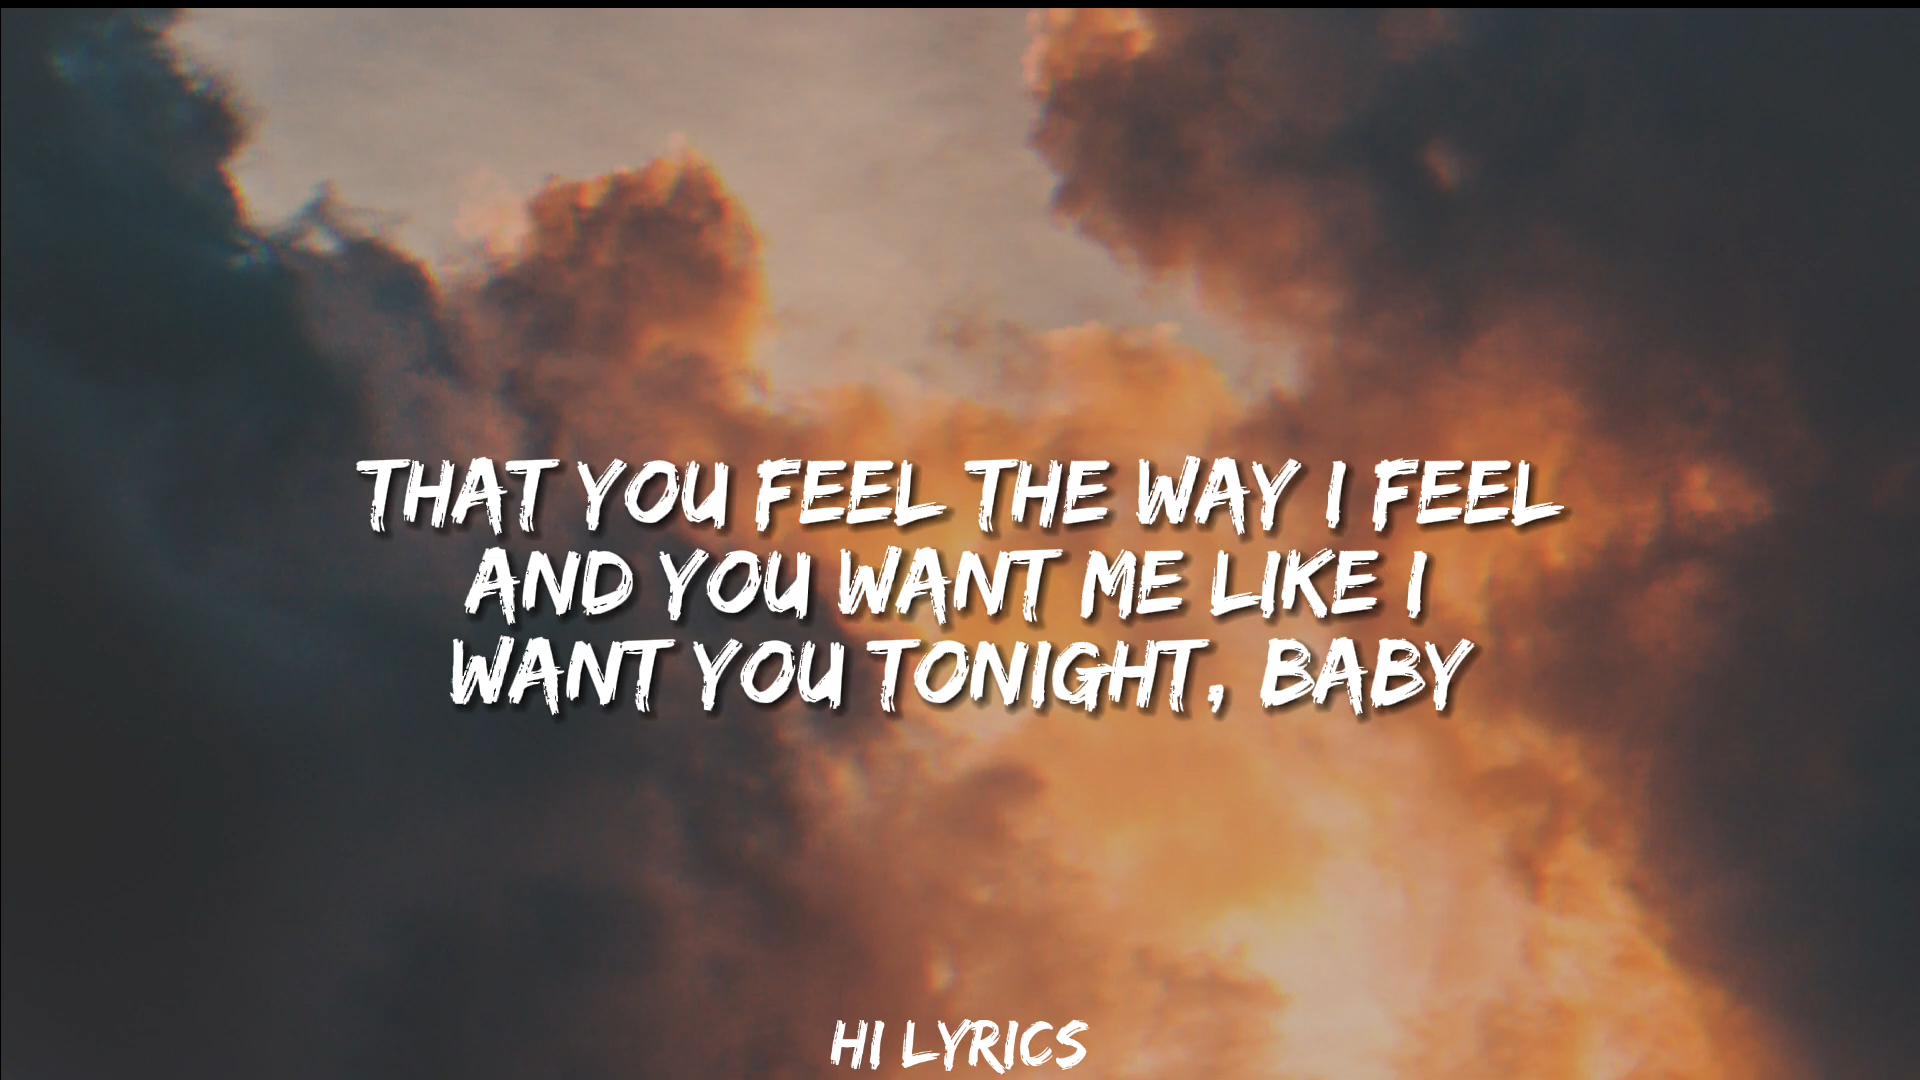 THAT YOU FEEL THE WAY I FEEL
AND YOU WANT ME LIKE I
WANT YOU TONIGHT, BABY
HI LYRICS